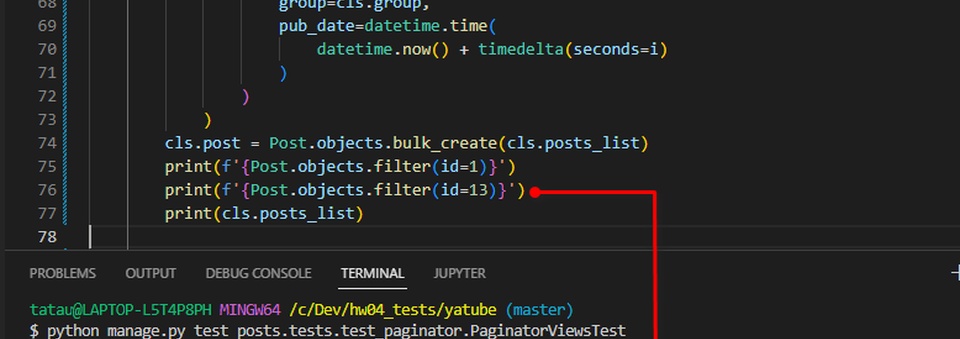 68 group=cls.group,
69 pub_date=datetime.time(
70 datetime.now() + timedelta(seconds=i)
71 )
72 )
73 )
74 cls.post = Post.objects.bulk_create(cls.posts_list)
75 print(f'{Post.objects.filter(id=1)}')
76 print(f'{Post.objects.filter(id=13)}')
77 print(cls.posts_list)
78
PROBLEMS OUTPUT DEBUG CONSOLE TERMINAL JUPYTER
tatau@LAPTOP-L5T4P8PH MINGW64 /c/Dev/hw04_tests/yatube (master)
$ python manage.py test posts.tests.test_paginator.PaginatorViewsTest